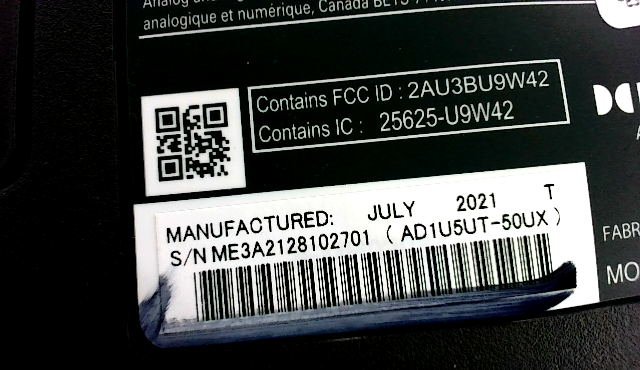 analogique et numérique, Canada
Contains FCC ID : 2AU3BU9W42
Contains IC : 25625-U9W42
MANUFACTURED: JULY 2021 T
S/N ME3A2128102701 ( AD1U5UT-50UX )
FABR
MO